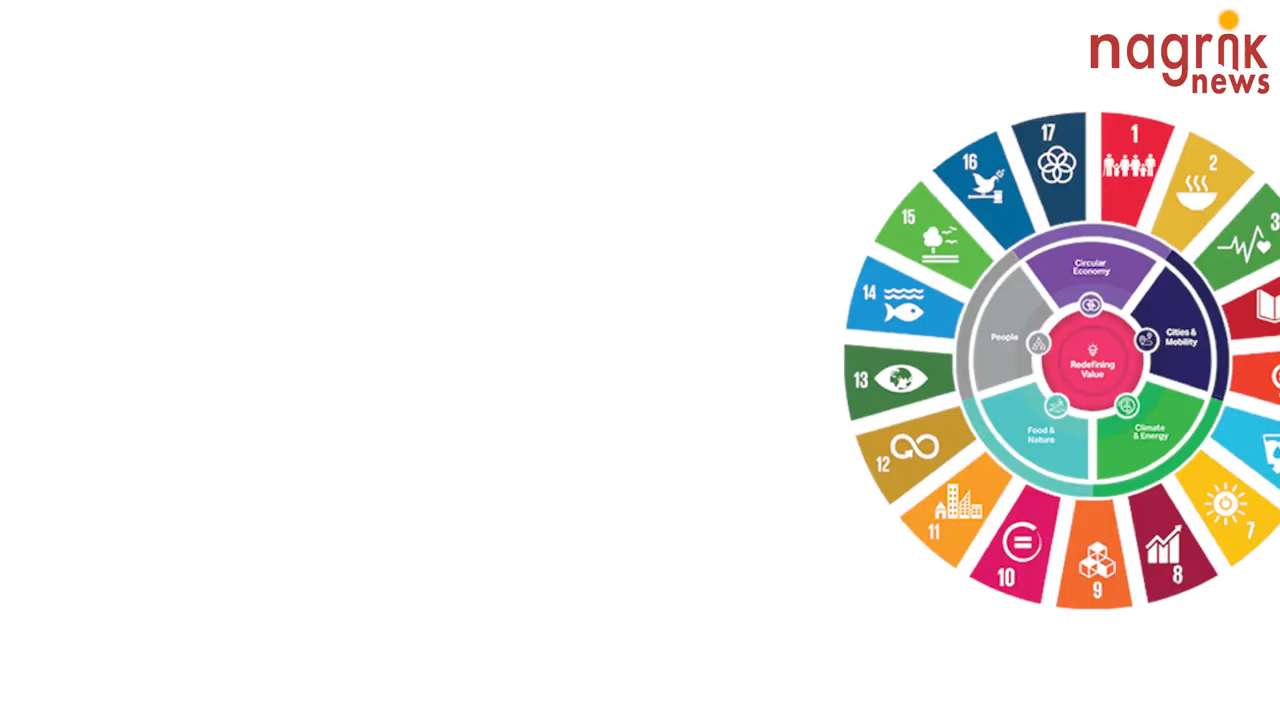 nagrik
news
17
1
16
2
15
3
14
13
12
11
10
9
8
7
Circular
Economy
People
Cities &
Mobility
Redefining
Value
Food &
Nature
Climate
& Energy